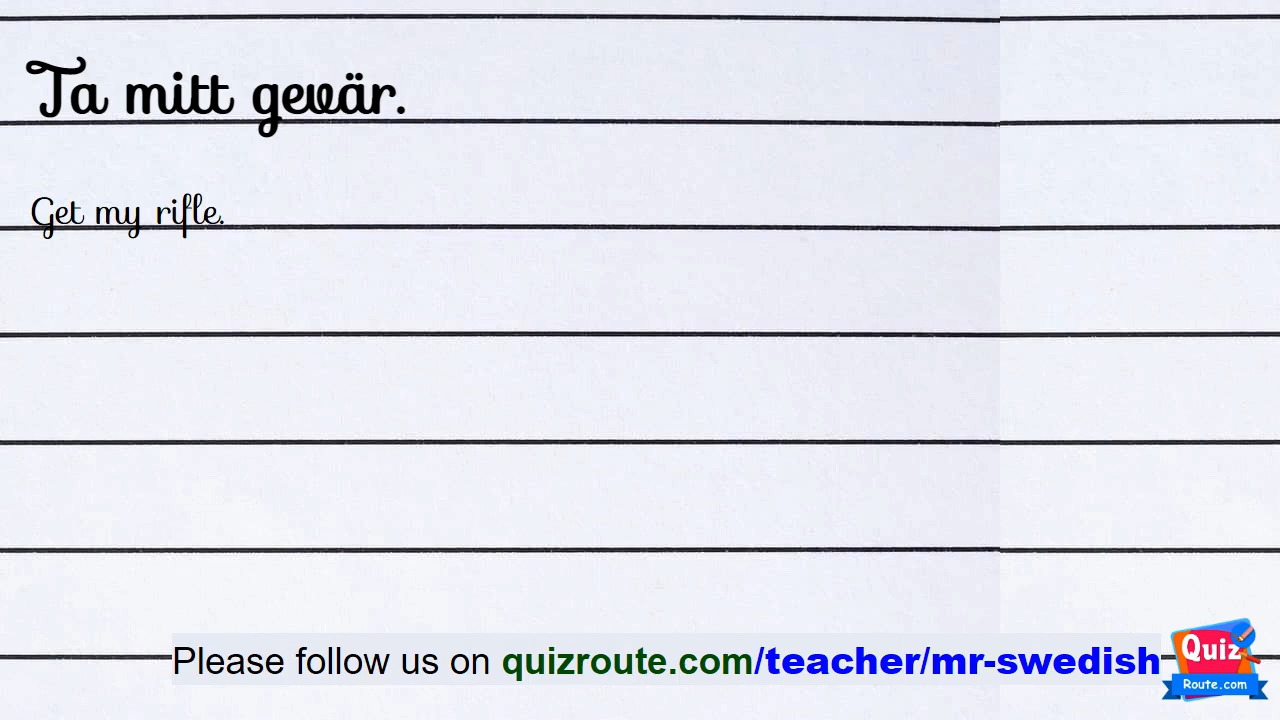 Ta mitt gevär.
Get my rifle.
Please follow us on quizroute.com/teacher/mr-swedish
Quiz
Route.com